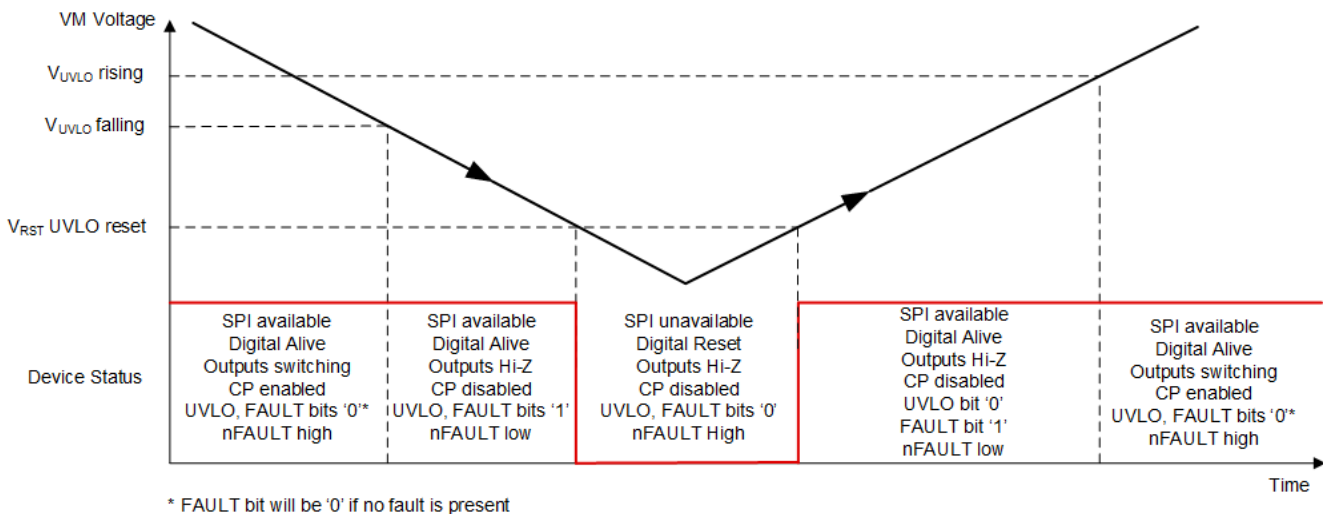 VM Voltage
VUVLO rising
VUVLO falling
VRST UVLO reset
Device Status
SPI available
Digital Alive
Outputs switching
CP enabled
UVLO, FAULT bits ‘0’*
nFAULT high
SPI available
Digital Alive
Outputs Hi-Z
CP disabled
UVLO, FAULT bits ‘1’
nFAULT low
SPI unavailable
Digital Reset
Outputs Hi-Z
CP disabled
UVLO, FAULT bits ‘0’
nFAULT High
SPI available
Digital Alive
Outputs Hi-Z
CP disabled
UVLO bit ‘0’
FAULT bit ‘1’
nFAULT low
SPI available
Digital Alive
Outputs switching
CP enabled
UVLO, FAULT bits ‘0’*
nFAULT high
Time
* FAULT bit will be ‘0’ if no fault is present